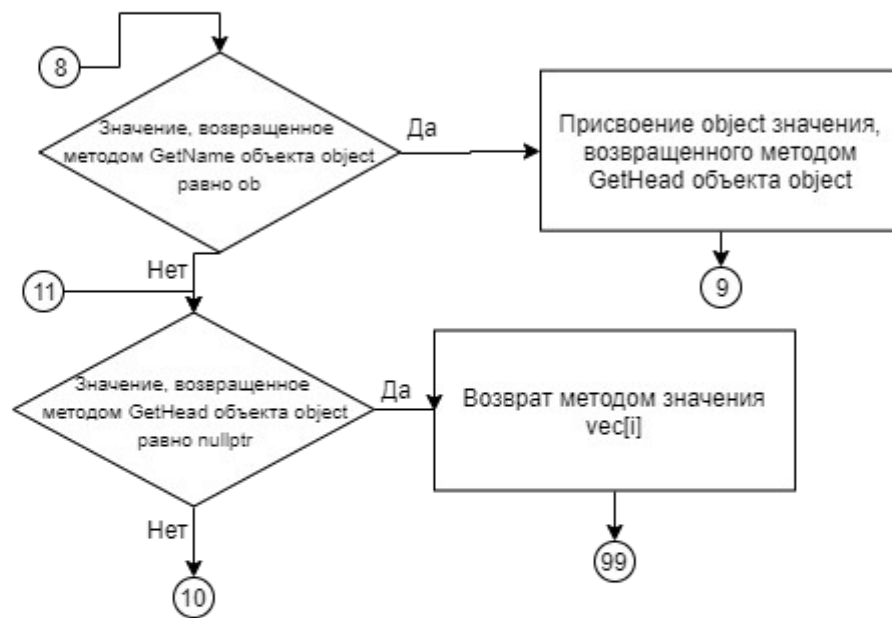 8
Значение, возвращенное
методом GetName объекта object
равно ob
Да
Присвоение object значения,
возвращенного методом
GetHead объекта object
Нет
11
9
Значение, возвращенное
методом GetHead объекта object
равно nullptr
Да
Возврат методом значения
vec[i]
Нет
99
10